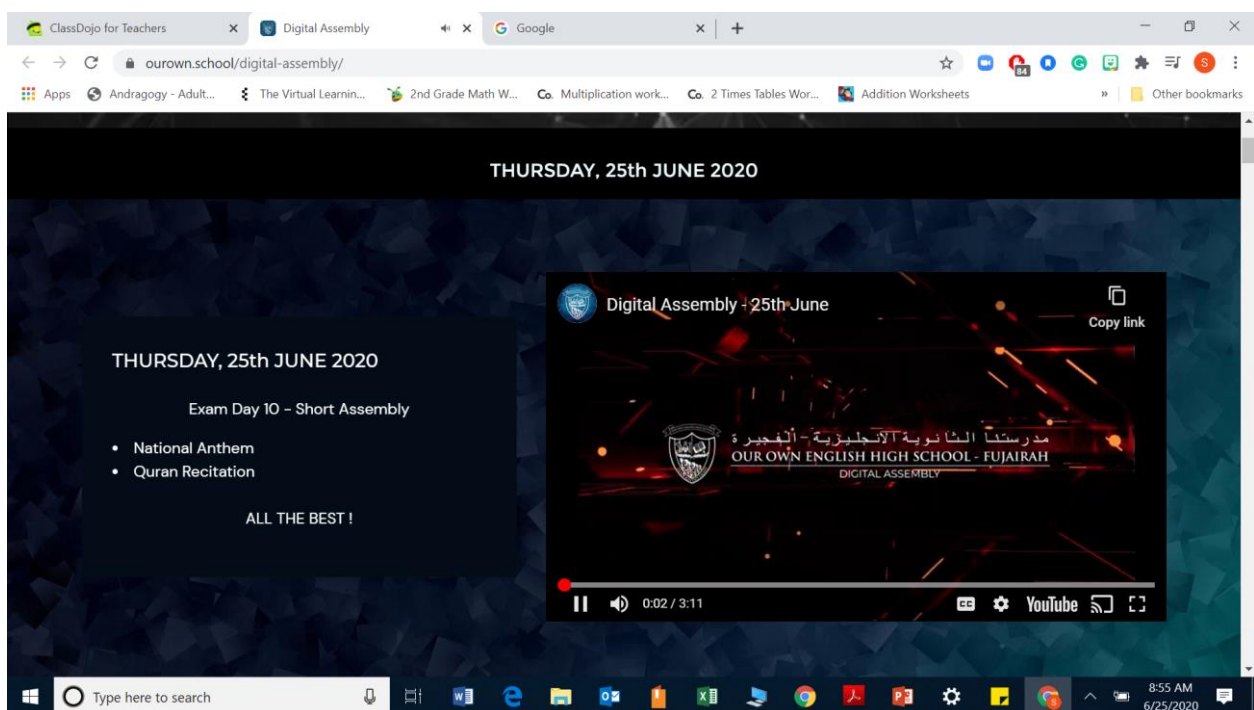 ClassDojo for Teachers
Digital Assembly
Google
ourown.school/digital-assembly/
84
S
Apps
Andragogy - Adult...
The Virtual Learnin...
2nd Grade Math W...
Co. Multiplication work...
Co. 2 Times Tables Wor...
Addition Worksheets
»
Other bookmarks
THURSDAY, 25th JUNE 2020
THURSDAY, 25th JUNE 2020
Exam Day 10 – Short Assembly
• National Anthem
• Quran Recitation
ALL THE BEST !
Digital Assembly - 25th June
Copy link
مدرستنا الثانوية الانجليزية - الفجيرة
OUR OWN ENGLISH HIGH SCHOOL - FUJAIRAH
DIGITAL ASSEMBLY
0:02 / 3:11
CC
YouTube
Type here to search
8:55 AM
6/25/2020